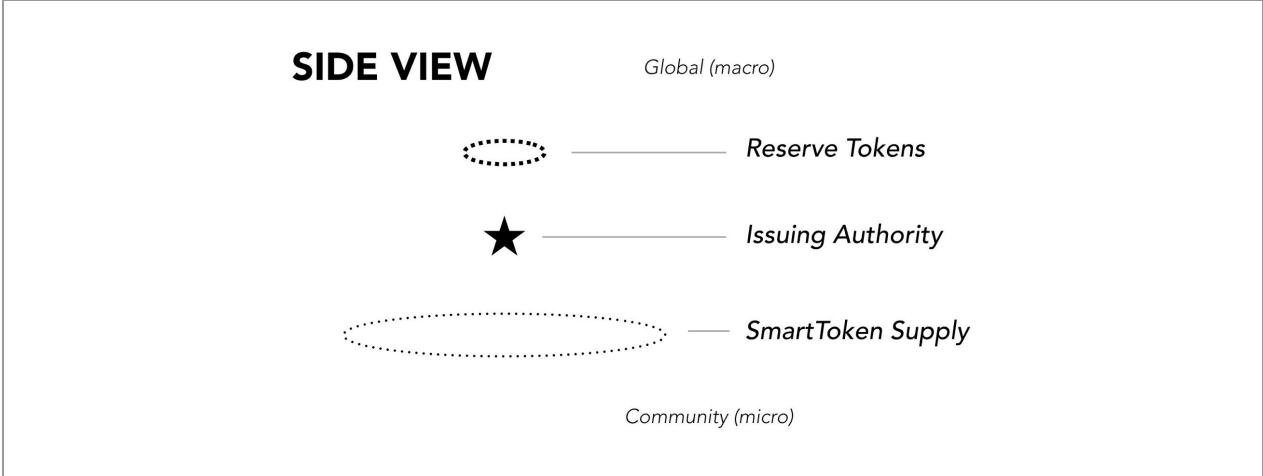 SIDE VIEW
Global (macro)
Reserve Tokens
Issuing Authority
SmartToken Supply
Community (micro)